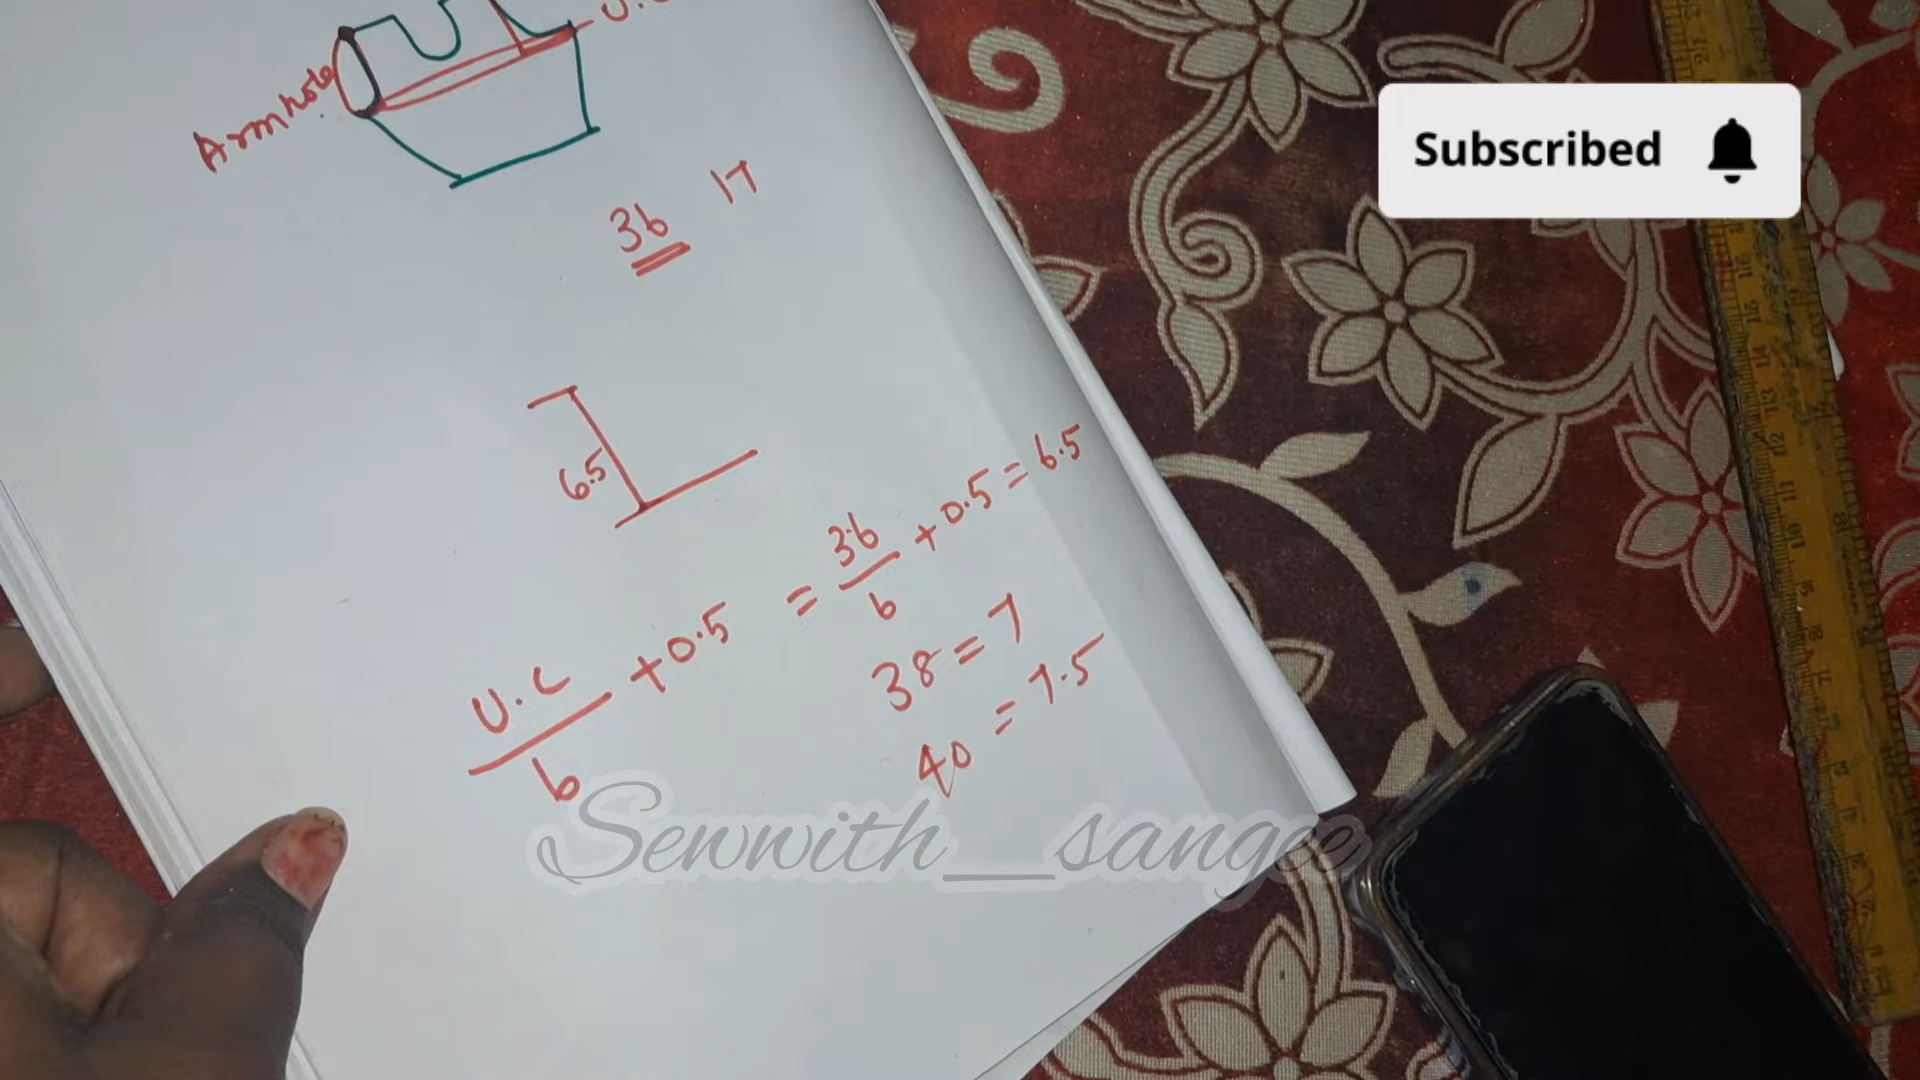 U.C
Armhole
36 17
6.5
U.C/6 + 0.5 = 36/6 + 0.5 = 6.5
38 = 7
40 = 7.5
Subscribed
Sewwith__sangee